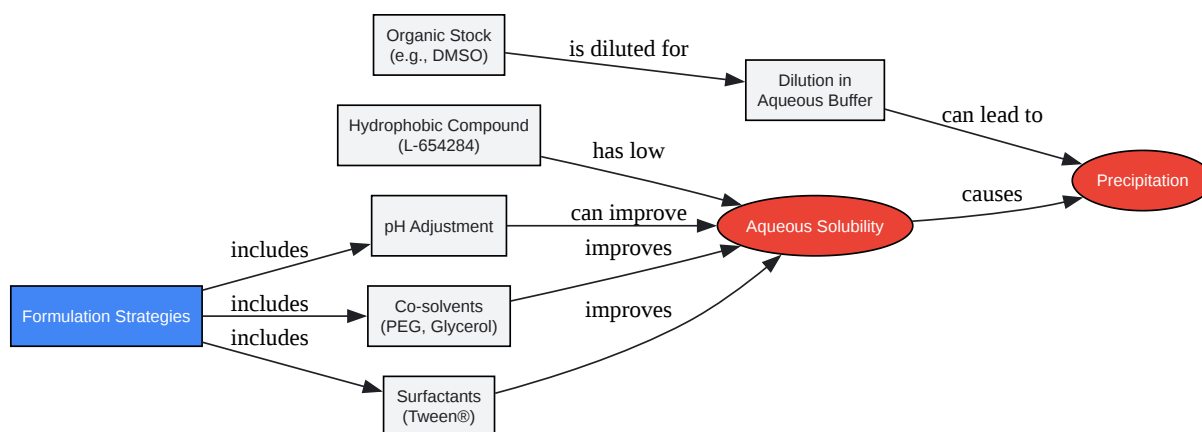 Organic Stock
(e.g., DMSO)
is diluted for
Dilution in
Aqueous Buffer
can lead to
Hydrophobic Compound
(L-654284)
has low
Precipitation
causes
pH Adjustment
can improve
Aqueous Solubility
improves
includes
Formulation Strategies
includes
Co-solvents
(PEG, Glycerol)
improves
includes
Surfactants
(Tween®)